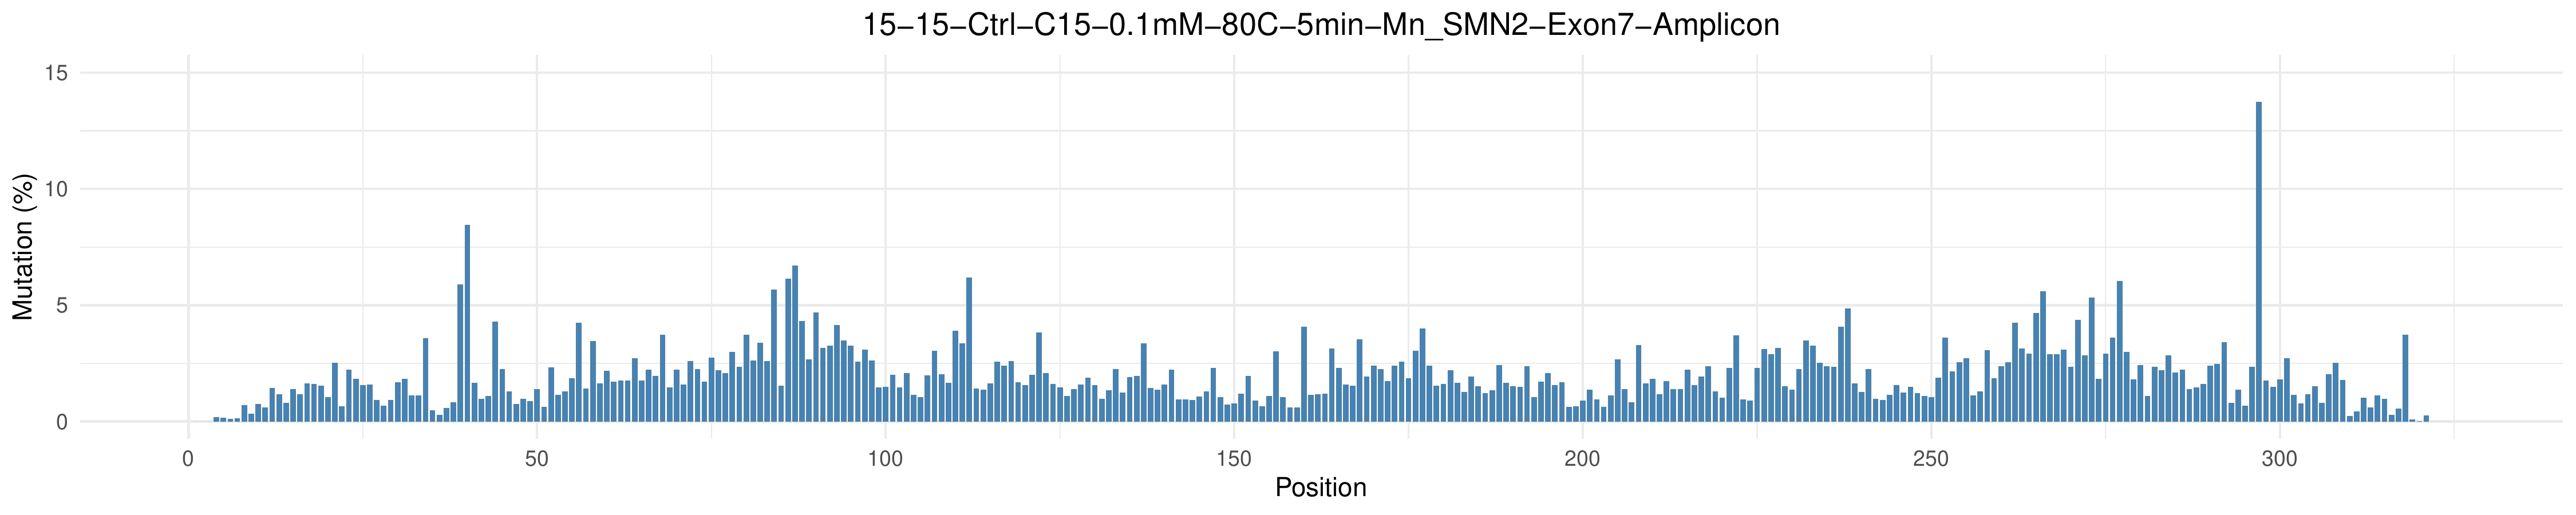 15−15−Ctrl−C15−0.1mM−80C−5min−Mn_SMN2−Exon7−Amplicon
Mutation (%)
15
10
5
0
0 50 100 150 200 250 300
Position